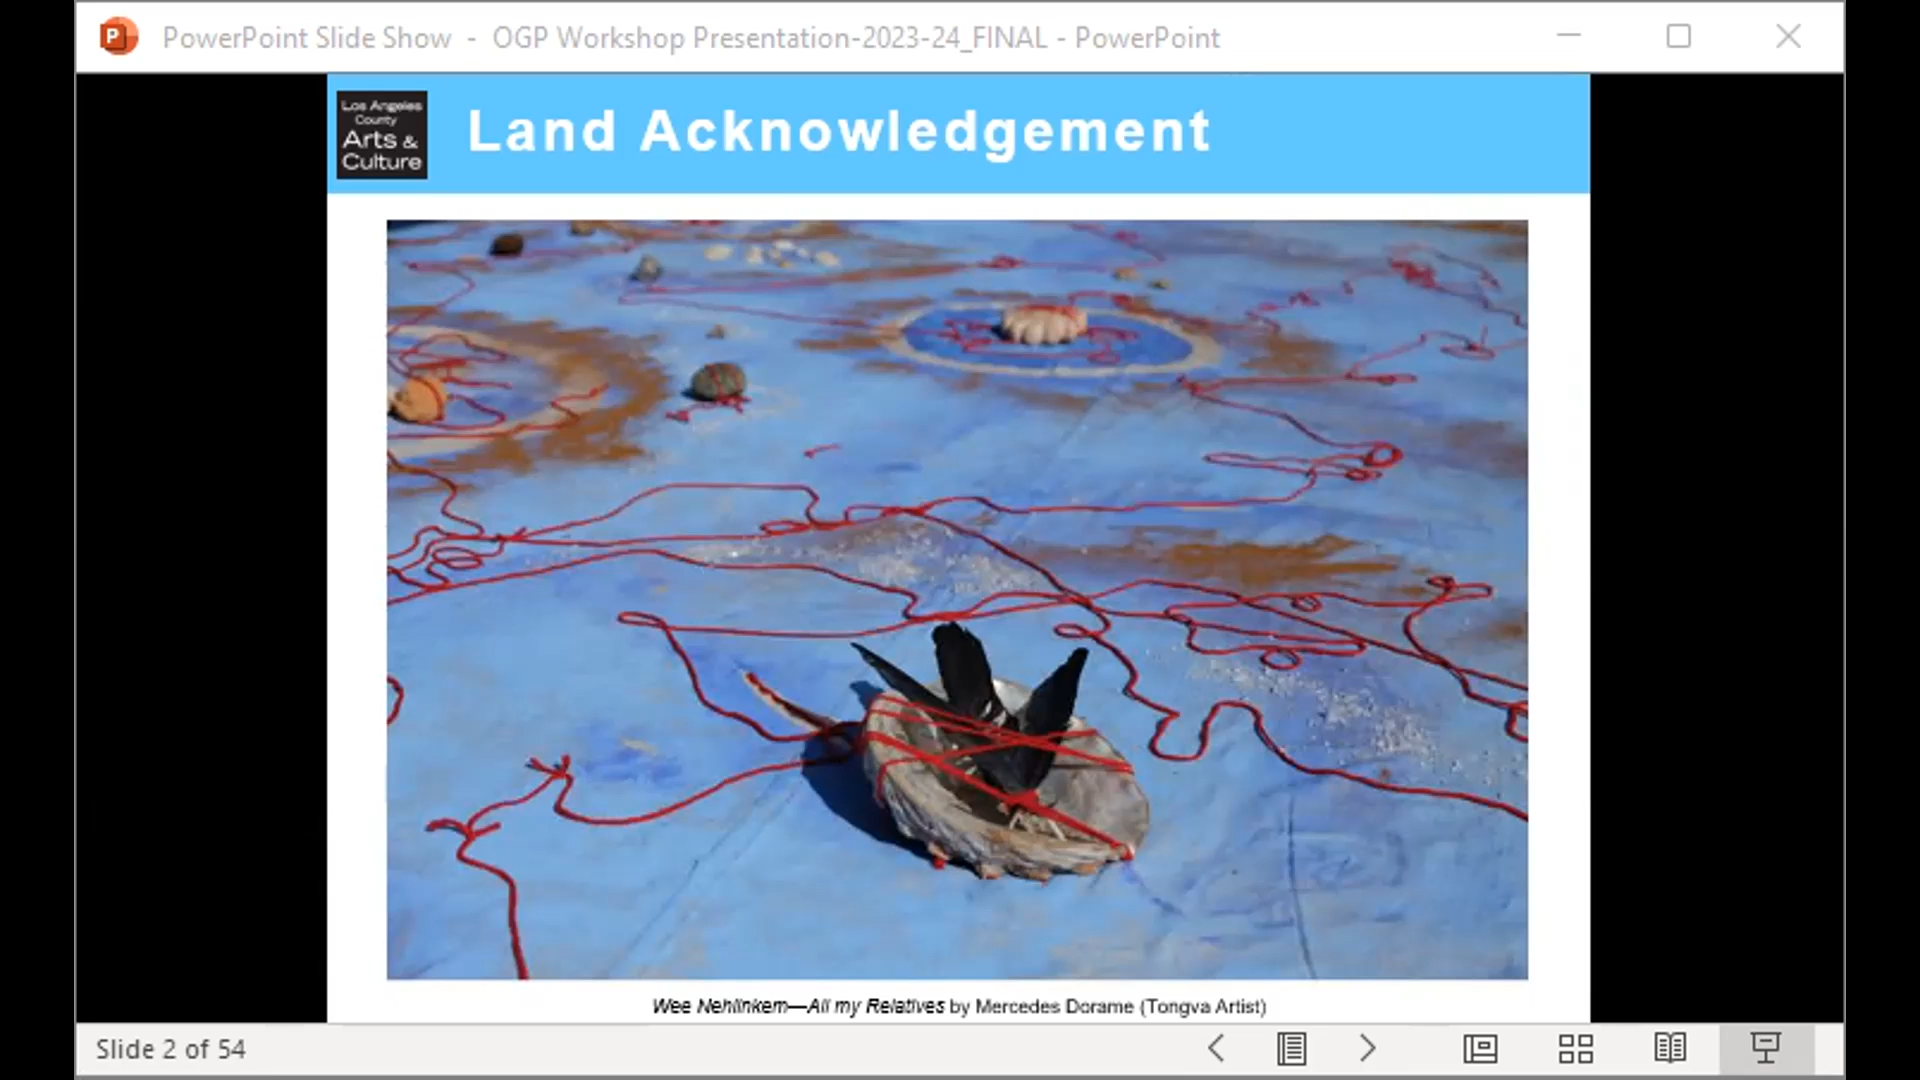 PowerPoint Slide Show - OGP Workshop Presentation-2023-24_FINAL - PowerPoint
Los Angeles
County
Arts &
Culture
Land Acknowledgement
Wee Nehlinkem—All my Relatives by Mercedes Dorame (Tongva Artist)
Slide 2 of 54